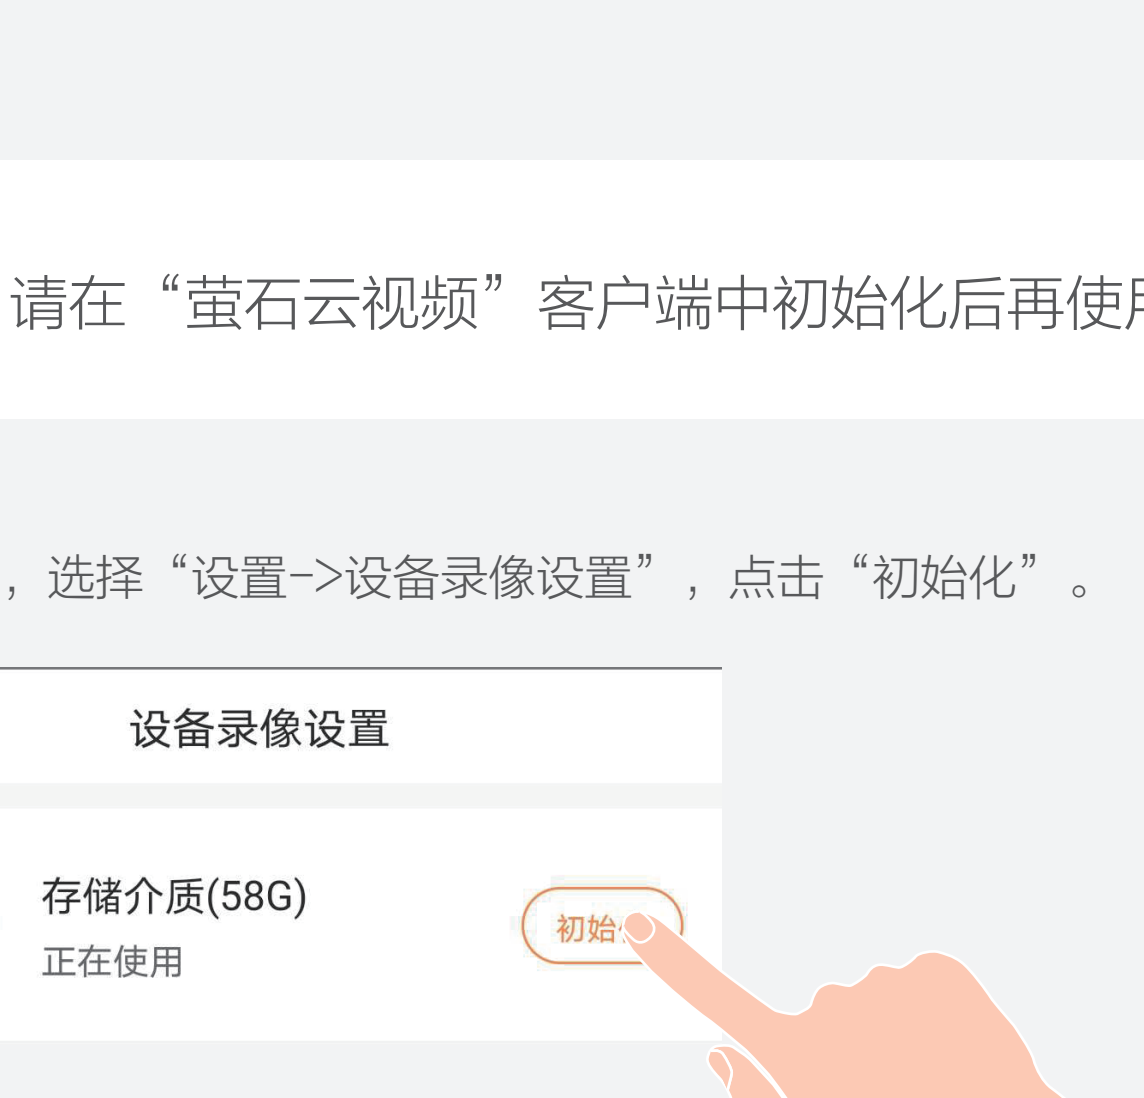 请在“萤石云视频”客户端中初始化后再使
，选择“设置->设备录像设置”，点击“初始化”。
设备录像设置
存储介质(58G)
初始
正在使用